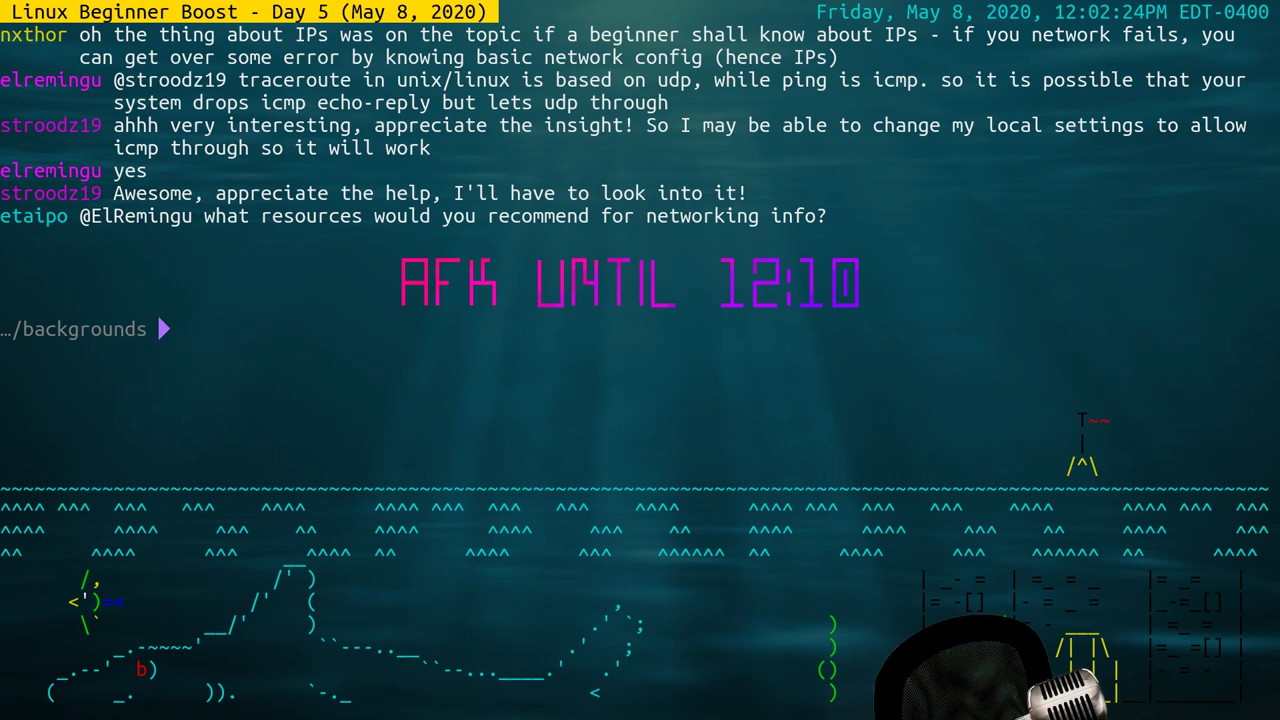 Linux Beginner Boost - Day 5 (May 8, 2020)
Friday, May 8, 2020, 12:02:24PM EDT-0400
nxthor oh the thing about IPs was on the topic if a beginner shall know about IPs - if you network fails, you
can get over some error by knowing basic network config (hence IPs)
elremingu @stroodz19 traceroute in unix/linux is based on udp, while ping is icmp. so it is possible that your
system drops icmp echo-reply but lets udp through
stroodz19 ahhh very interesting, appreciate the insight! So I may be able to change my local settings to allow
icmp through so it will work
elremingu yes
stroodz19 Awesome, appreciate the help, I'll have to look into it!
etaipo @ElRemingu what resources would you recommend for networking info?
AFK UNTIL 12:10
…/backgrounds